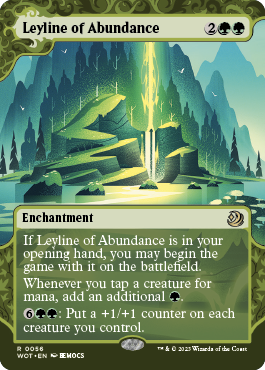 Leyline of Abundance 2
Enchantment
If Leyline of Abundance is in your
opening hand, you may begin the
game with it on the battlefield.
Whenever you tap a creature for
mana, add an additional .
6: Put a +1/+1 counter on each
creature you control.
R 0056
WOT • EN BEMOCS
™ & © 2023 Wizards of the Coast